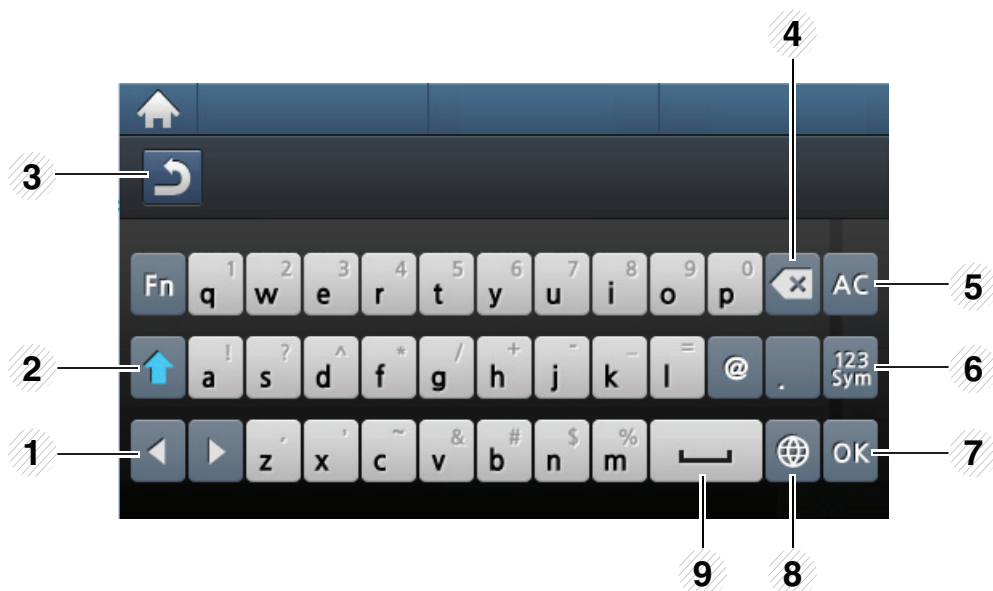 4
3
Fn 1 q 2 w 3 e 4 r 5 t 6 y 7 u 8 i 9 o 0 p AC 5
2 ! a ? s ^ d * f / g + h - j _ k = l @ . 123 Sym 6
1 ´ z ' x ~ c & v # b $ n % m OK 7
9 8